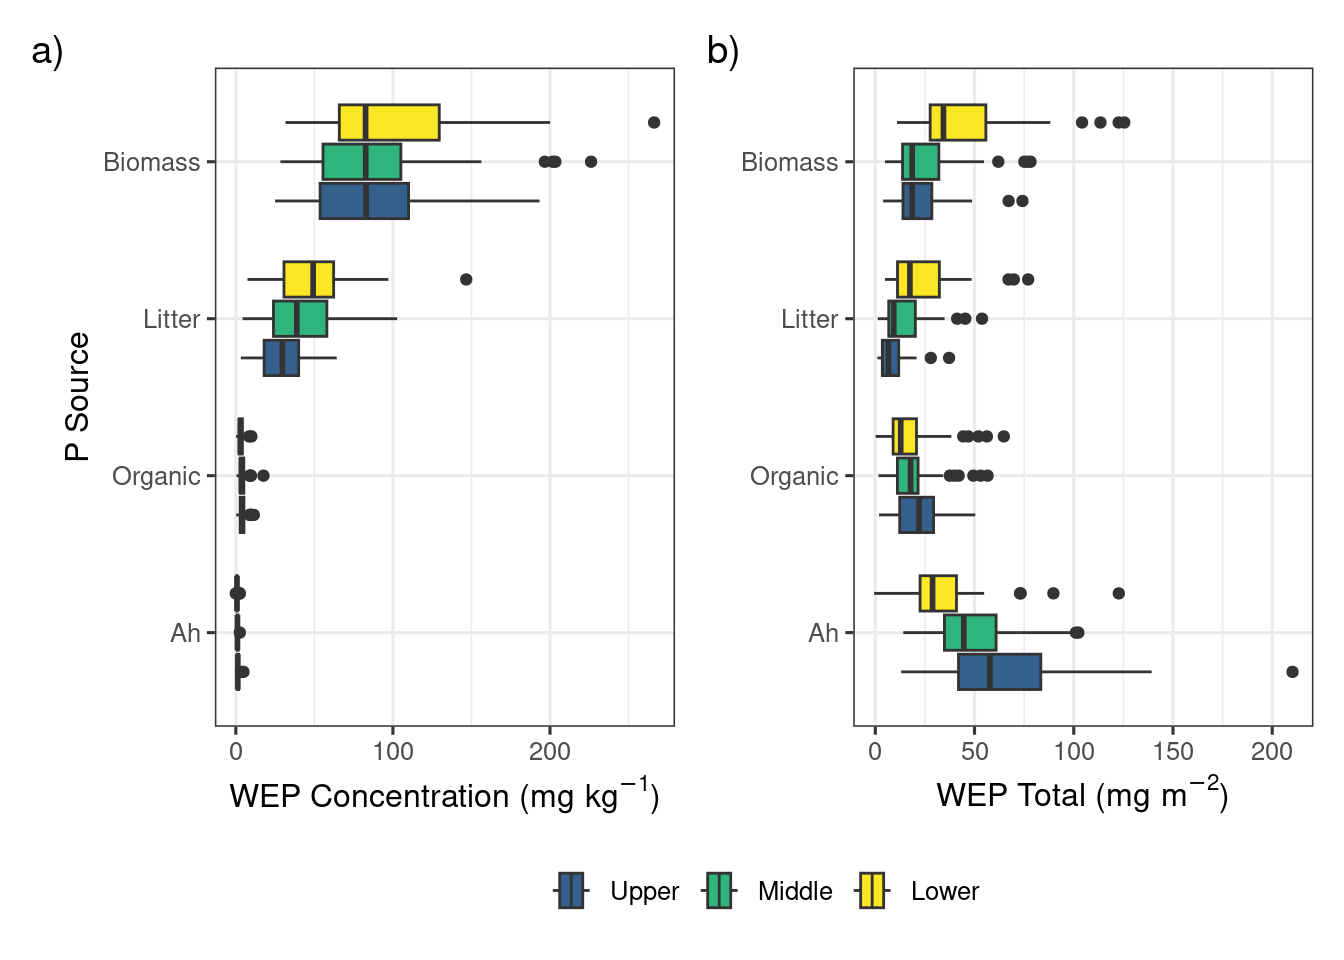 a)
b)
P Source
Biomass
Litter
Organic
Ah
0 100 200
WEP Concentration (mg kg⁻¹)
Biomass
Litter
Organic
Ah
0 50 100 150 200
WEP Total (mg m⁻²)
Upper Middle Lower